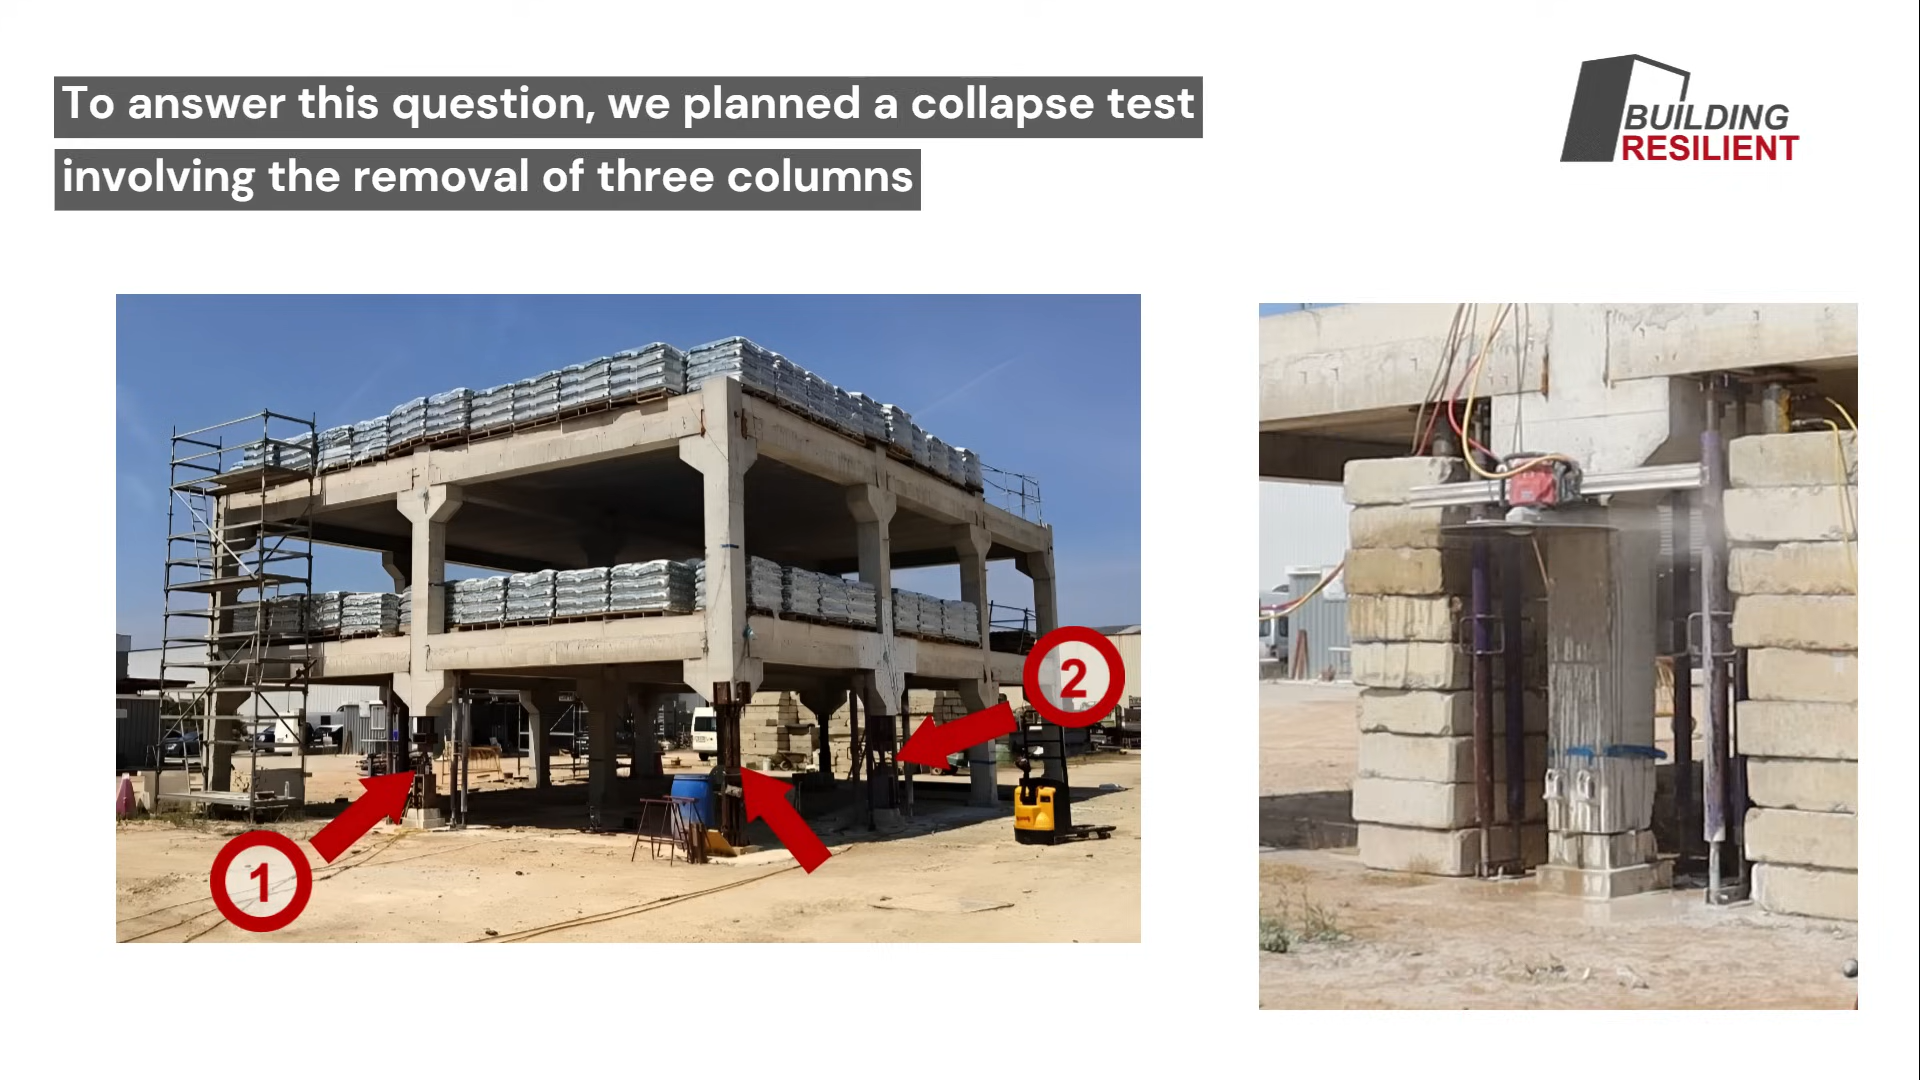 To answer this question, we planned a collapse test
involving the removal of three columns
BUiLDING
RESILIENT
1
2